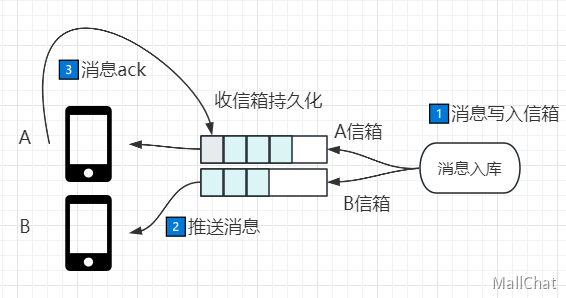 3 消息ack
收信箱持久化
1 消息写入信箱
A
A信箱
消息入库
B信箱
B
2 推送消息
MallChat